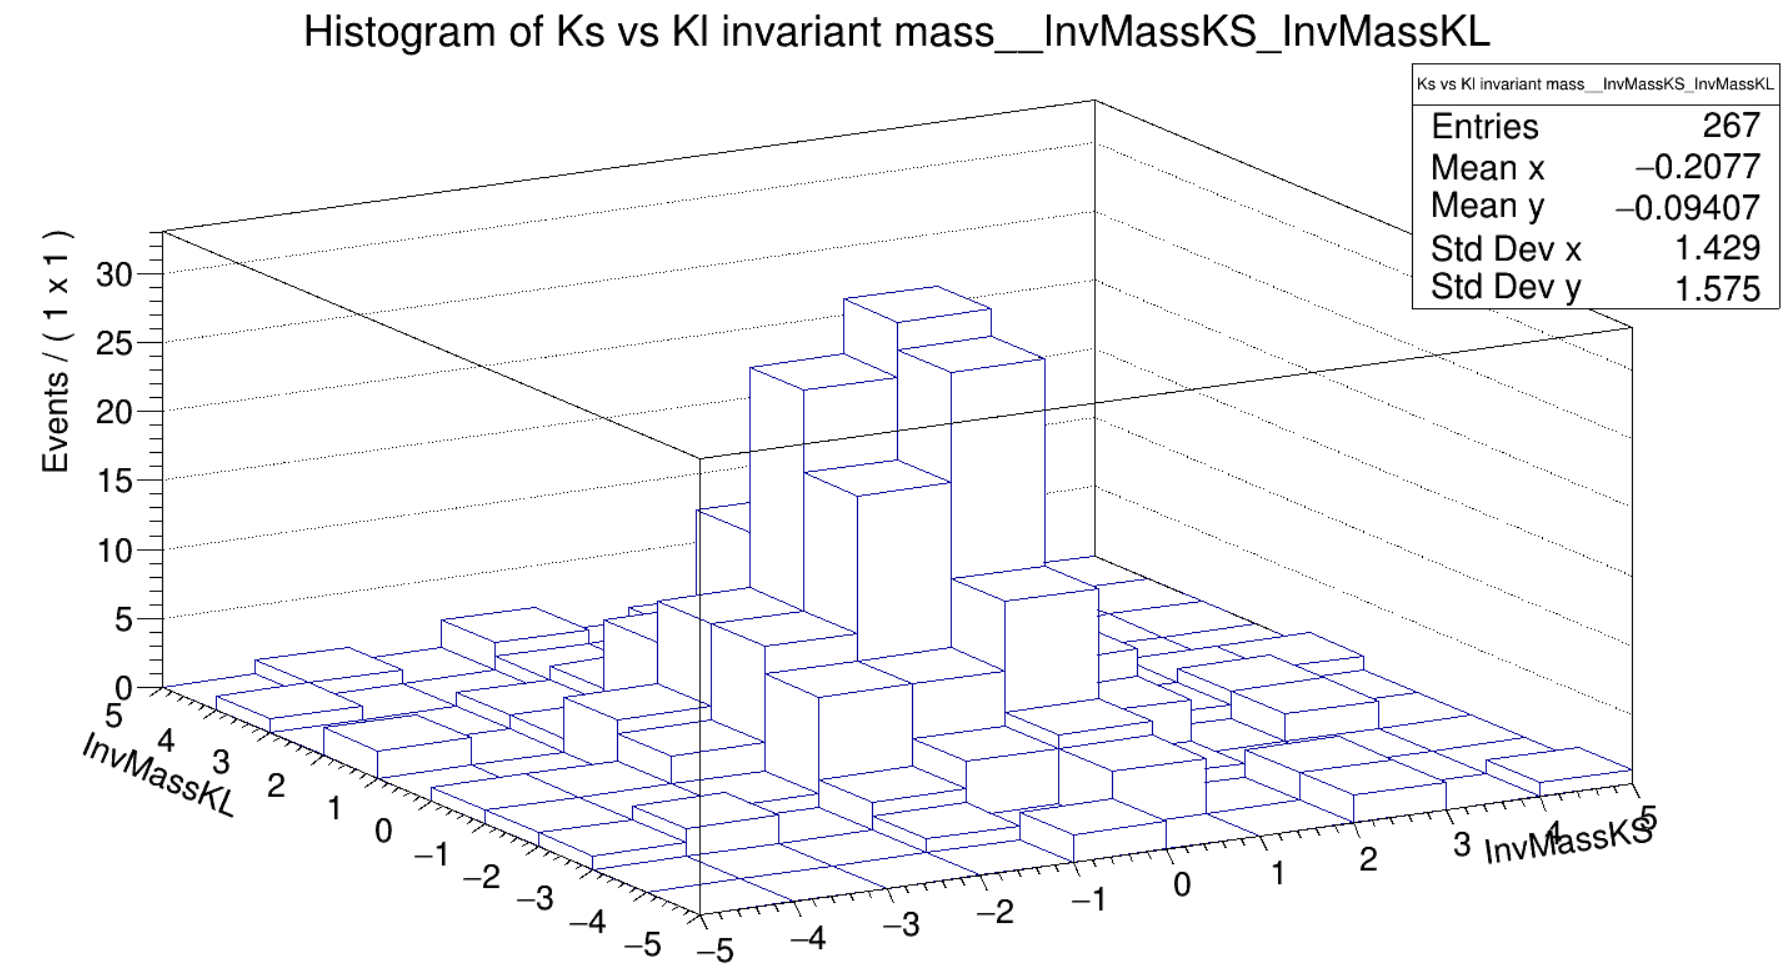 Histogram of Ks vs Kl invariant mass__InvMassKS_InvMassKL
Ks vs Kl invariant mass__InvMassKS_InvMassKL
Entries 267
Mean x −0.2077
Mean y −0.09407
Std Dev x 1.429
Std Dev y 1.575
Events / ( 1 x 1 )
30
25
20
15
10
5
0
5
4
3
2
1
0
−1
−2
−3
−4
−5
InvMassKL
−5
−4
−3
−2
−1
0
1
2
3
4
5
InvMassKS